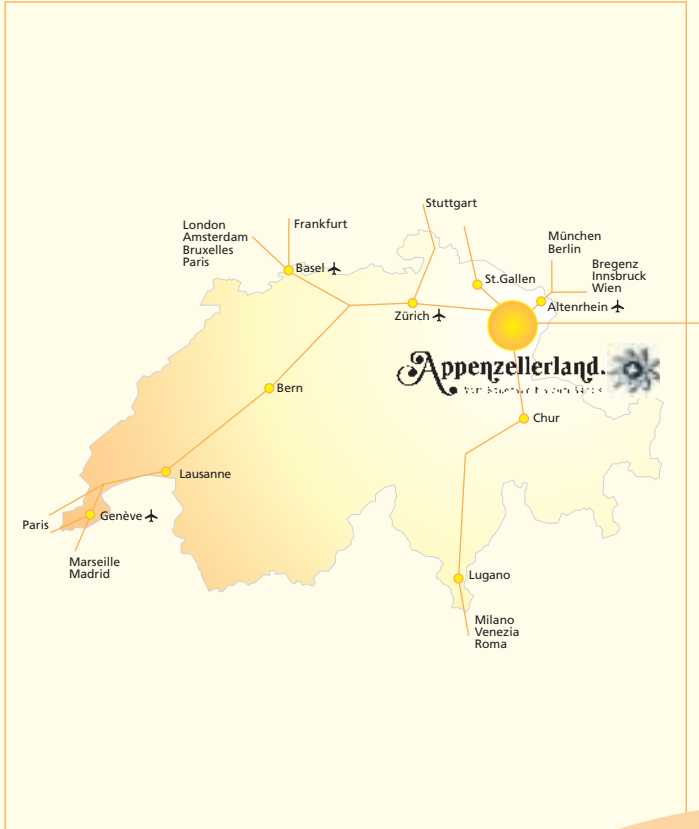 Stuttgart
London
Amsterdam
Bruxelles
Paris
Frankfurt
München
Berlin
Bregenz
Innsbruck
Wien
Basel
St.Gallen
Altenrhein
Zürich
Appenzellerland.
Bern
Chur
Lausanne
Genève
Paris
Marseille
Madrid
Lugano
Milano
Venezia
Roma